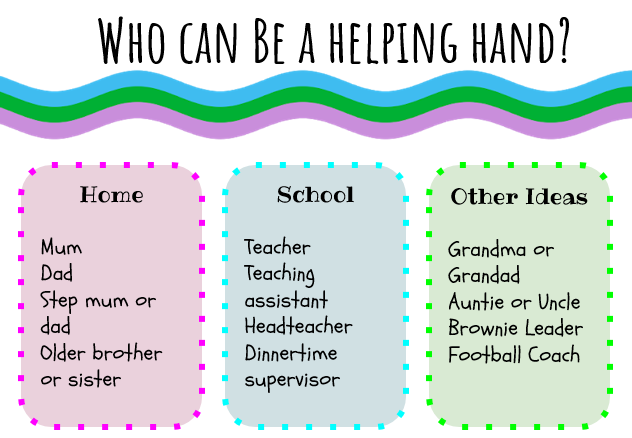 Who can Be a helping hand?
Home
Mum
Dad
Step mum or
dad
Older brother
or sister
School
Teacher
Teaching
assistant
Headteacher
Dinnertime
supervisor
Other Ideas
Grandma or
Grandad
Auntie or Uncle
Brownie Leader
Football Coach